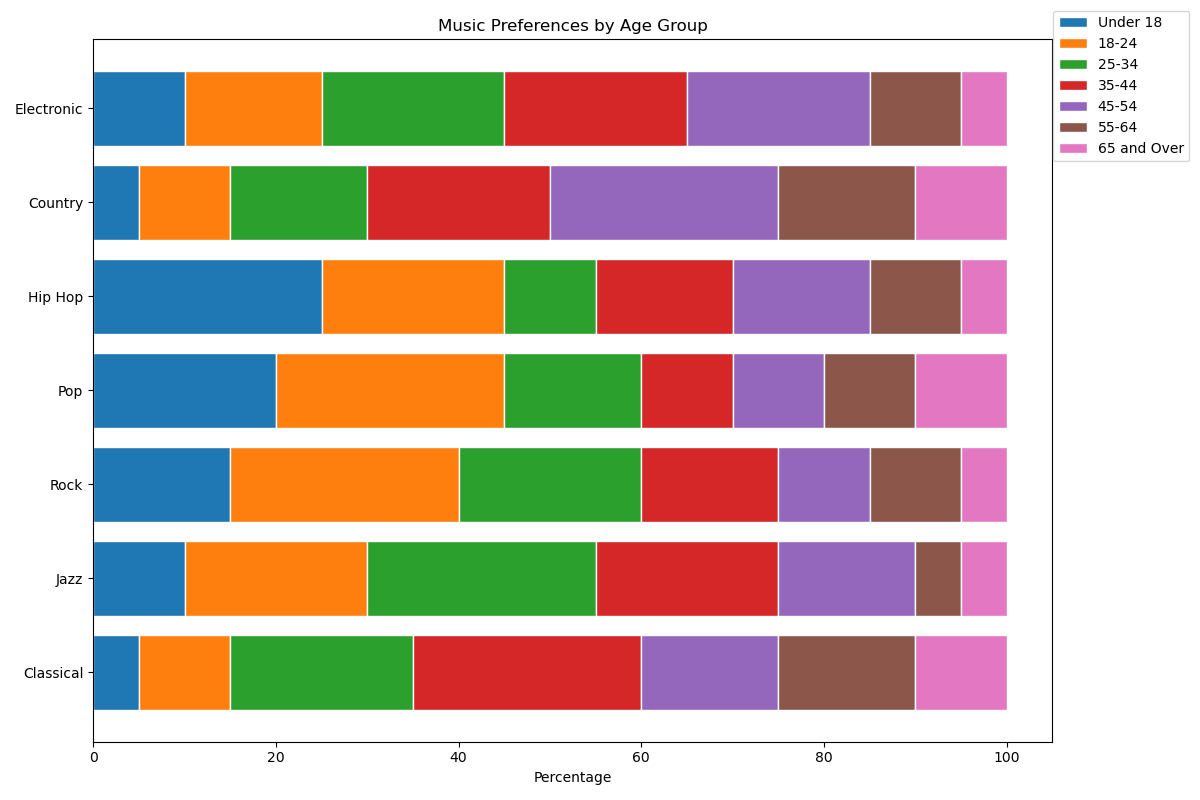 Music Preferences by Age Group
Under 18
18-24
25-34
35-44
45-54
55-64
65 and Over
Electronic
Country
Hip Hop
Pop
Rock
Jazz
Classical
0 20 40 60 80 100
Percentage